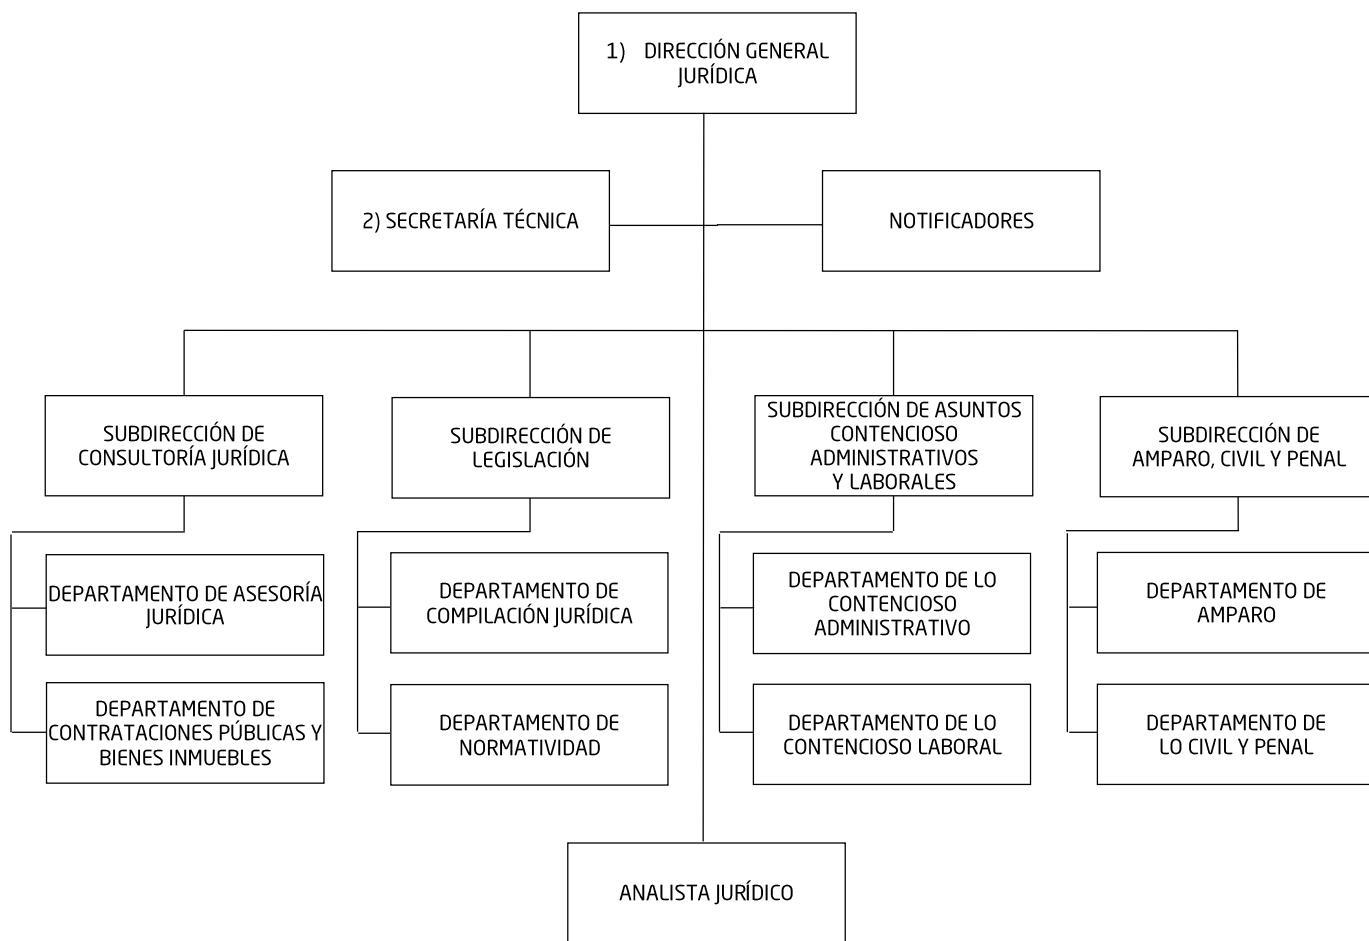 1) DIRECCIÓN GENERAL
JURÍDICA
2) SECRETARÍA TÉCNICA
NOTIFICADORES
SUBDIRECCIÓN DE
CONSULTORÍA JURÍDICA
SUBDIRECCIÓN DE
LEGISLACIÓN
SUBDIRECCIÓN DE ASUNTOS
CONTENCIOSO
ADMINISTRATIVOS
Y LABORALES
SUBDIRECCIÓN DE
AMPARO, CIVIL Y PENAL
DEPARTAMENTO DE ASESORÍA
JURÍDICA
DEPARTAMENTO DE
COMPILACIÓN JURÍDICA
DEPARTAMENTO DE LO
CONTENCIOSO
ADMINISTRATIVO
DEPARTAMENTO DE
AMPARO
DEPARTAMENTO DE
CONTRATACIONES PÚBLICAS Y
BIENES INMUEBLES
DEPARTAMENTO DE
NORMATIVIDAD
DEPARTAMENTO DE LO
CONTENCIOSO LABORAL
DEPARTAMENTO DE
LO CIVIL Y PENAL
ANALISTA JURÍDICO